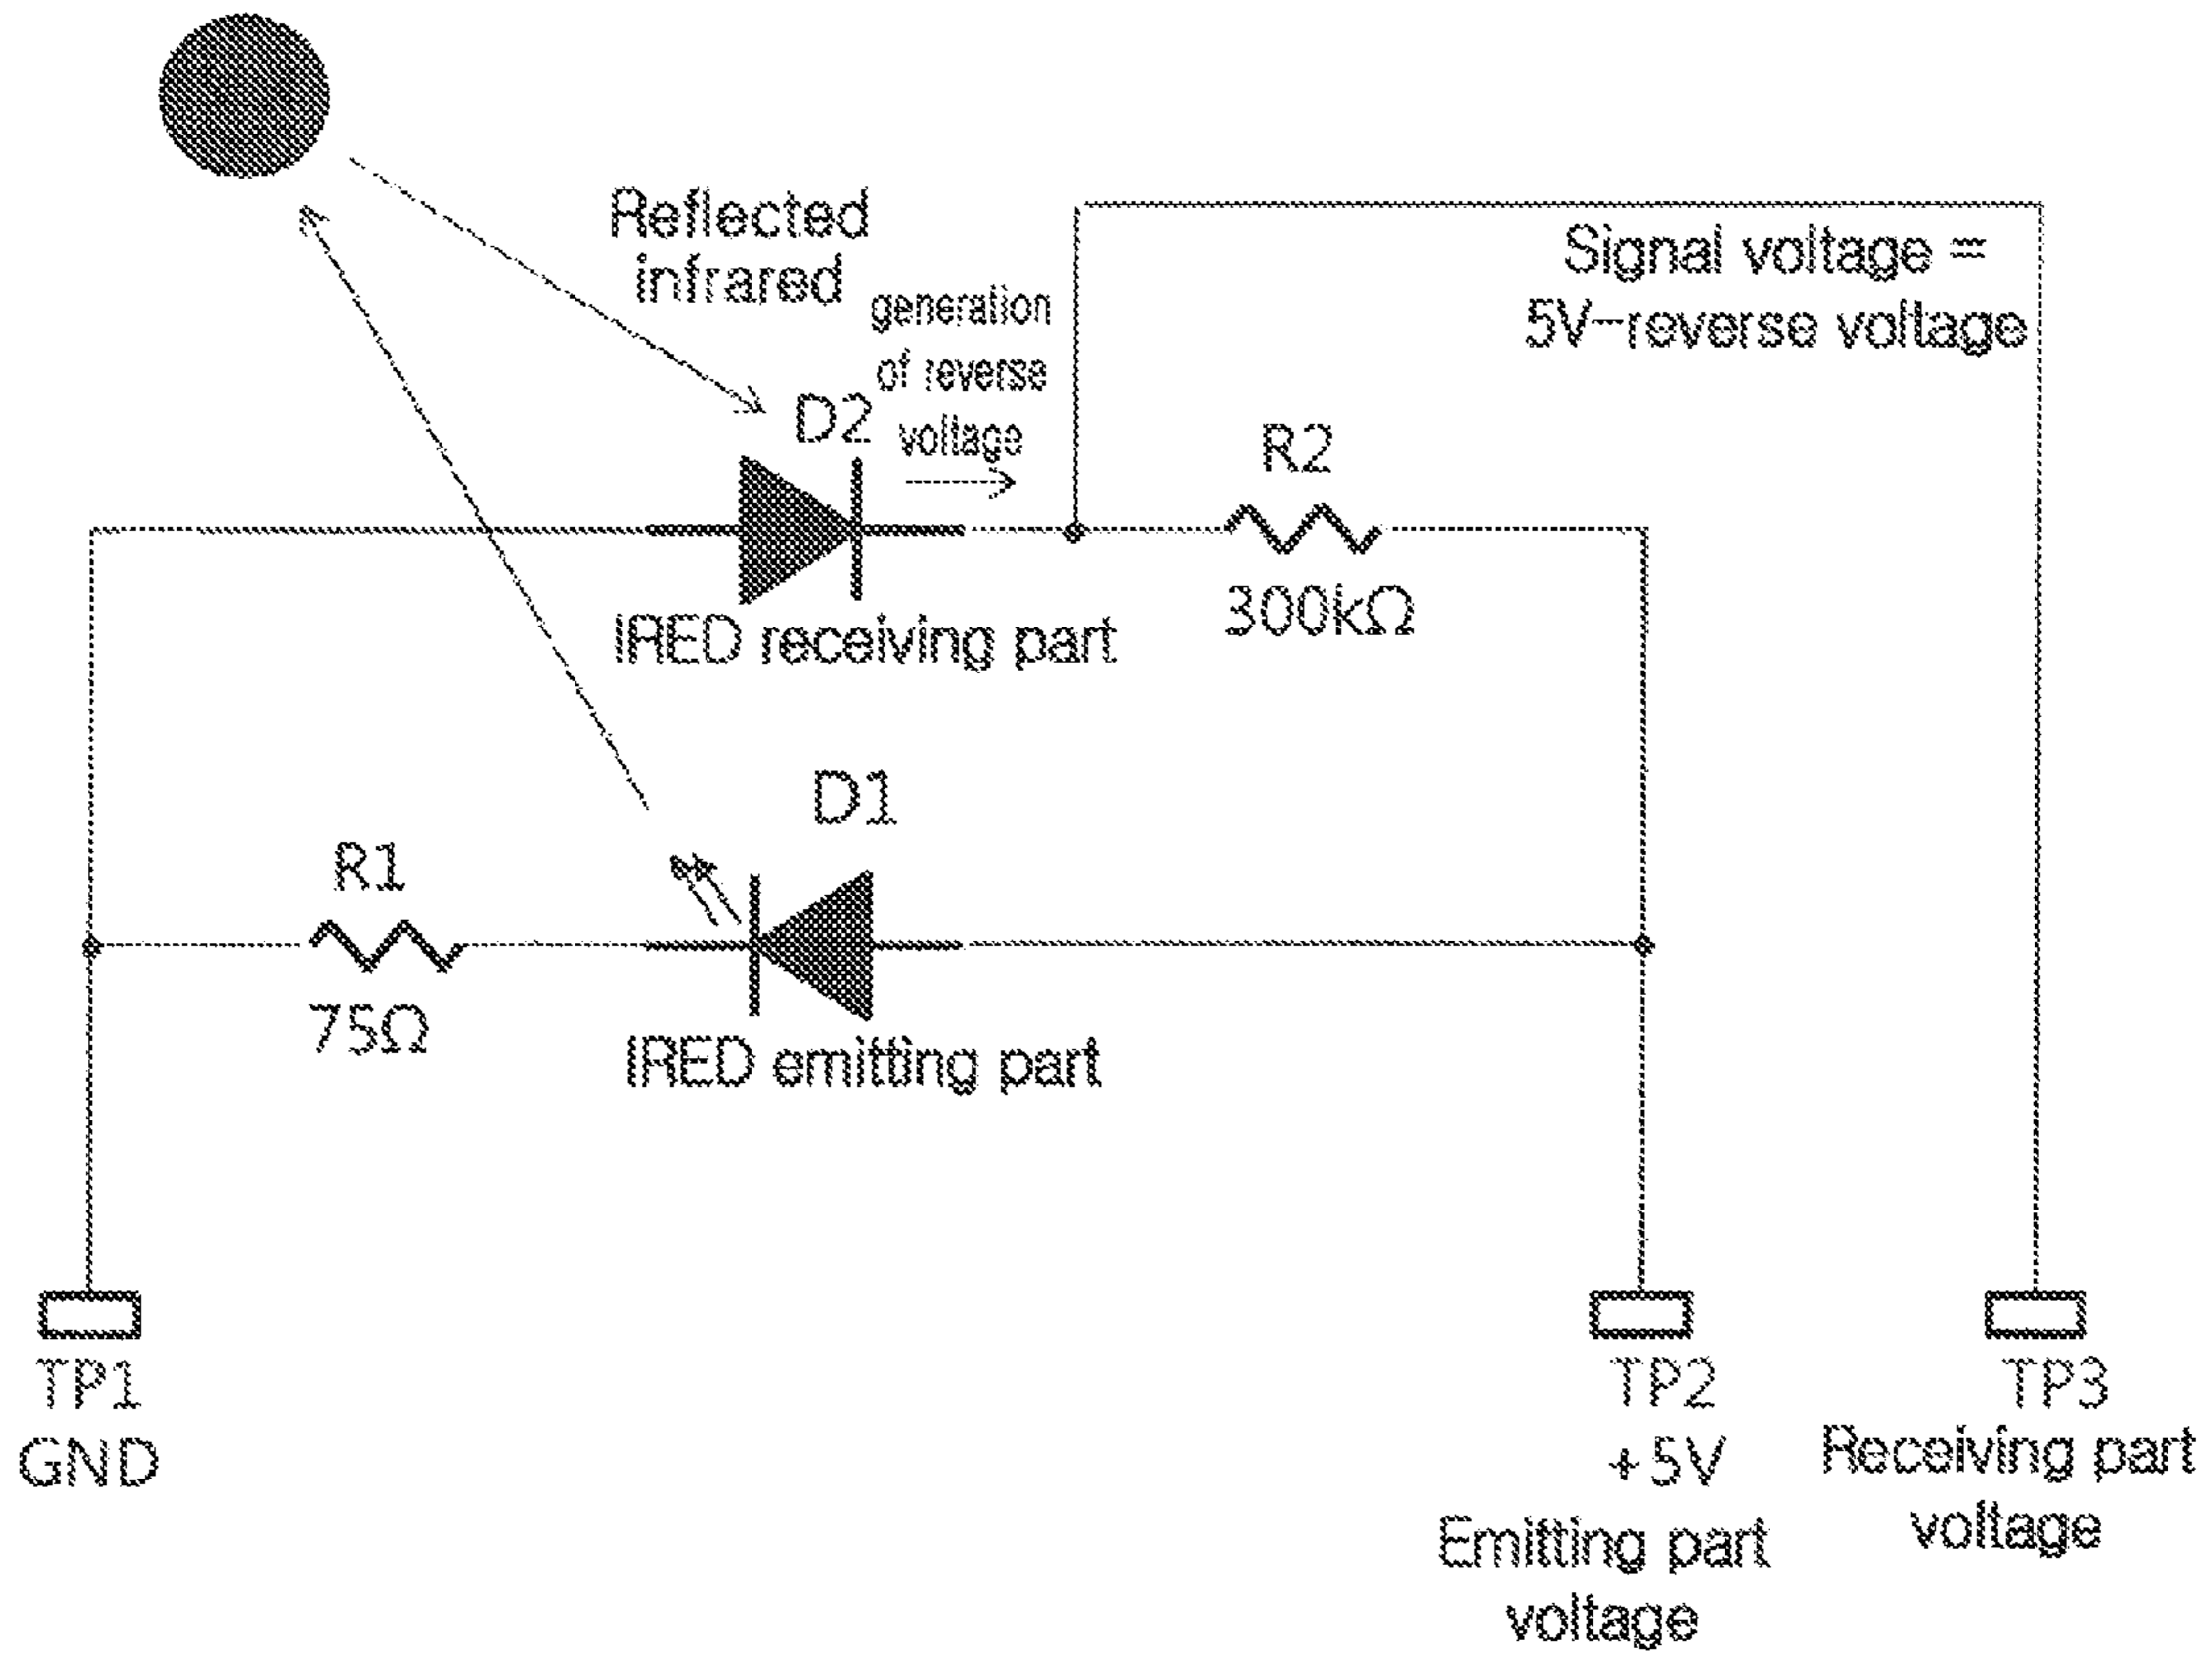 Reflected
infrared
generation
of reverse
voltage
Signal voltage =
5V-reverse voltage
D2
R2
300kΩ
IRED receiving part
D1
R1
75Ω
IRED emitting part
TP1
GND
TP2
+5V
Emitting part
voltage
TP3
Receiving part
voltage